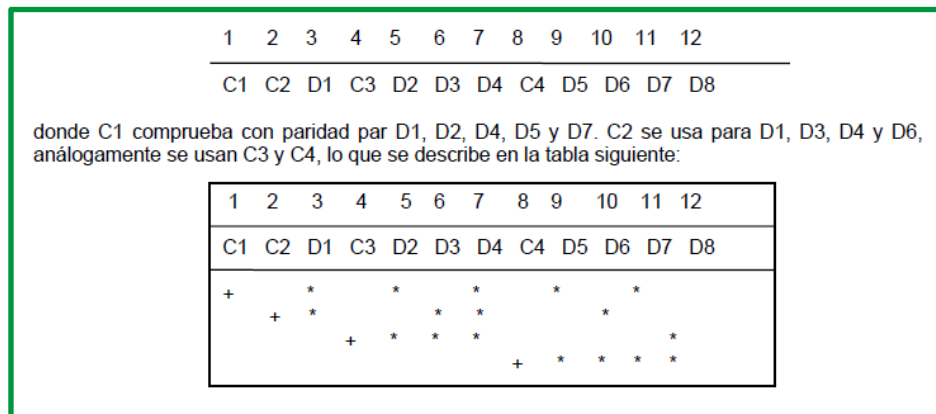 1 2 3 4 5 6 7 8 9 10 11 12
C1 C2 D1 C3 D2 D3 D4 C4 D5 D6 D7 D8
donde C1 comprueba con paridad par D1, D2, D4, D5 y D7. C2 se usa para D1, D3, D4 y D6,
análogamente se usan C3 y C4, lo que se describe en la tabla siguiente:
1 2 3 4 5 6 7 8 9 10 11 12
C1 C2 D1 C3 D2 D3 D4 C4 D5 D6 D7 D8
+ * * * * *
+ * * * *
+ * * * *
+ * * * *